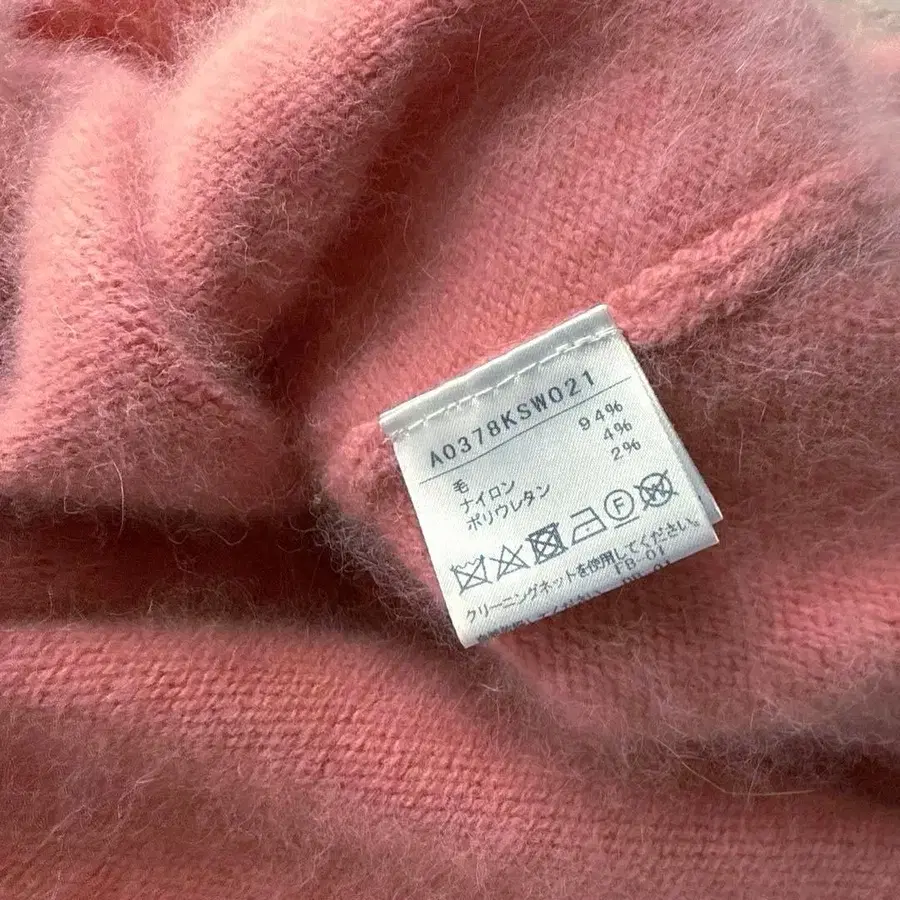 A0378KSW021
毛 94%
ナイロン 4%
ポリウレタン 2%
F W
クリーニングネットを使用してください。
FB-01